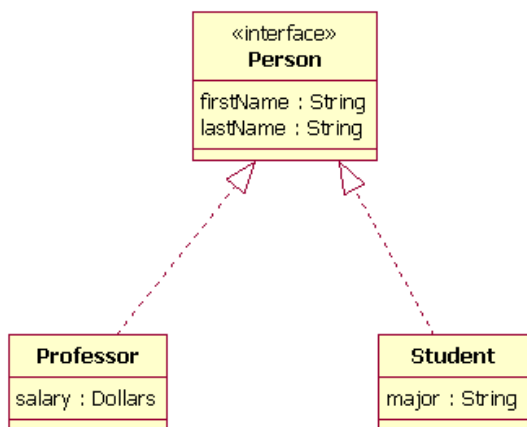 «interface»
Person
firstName : String
lastName : String
Professor
salary : Dollars
Student
major : String